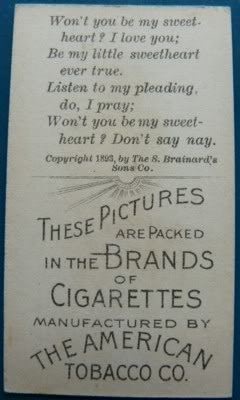 Won't you be my sweet-
heart? I love you;
Be my little sweetheart
ever true.
Listen to my pleading,
do, I pray;
Won't you be my sweet-
heart? Don't say nay.
Copyright 1893, by The S. Brainard's
Sons Co.
THESE PICTURES
ARE PACKED
IN THE BRANDS
OF
CIGARETTES
MANUFACTURED BY
THE AMERICAN
TOBACCO CO.